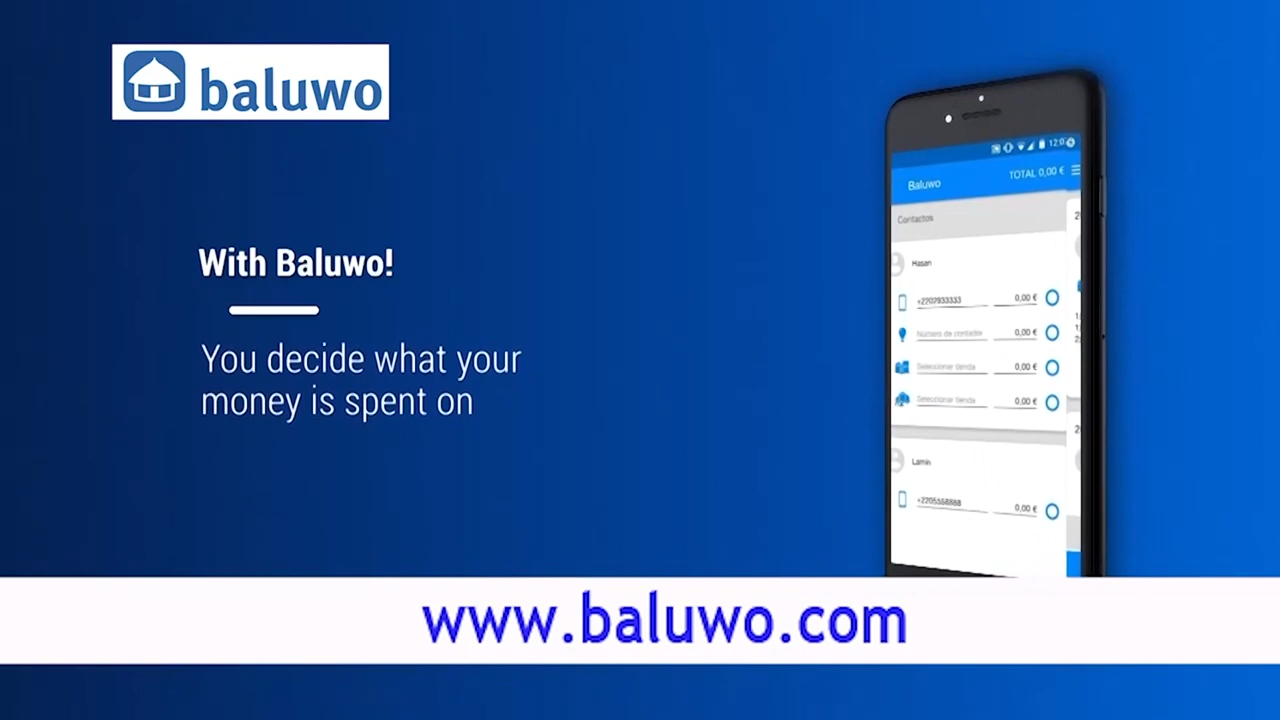 baluwo
With Baluwo!
You decide what your
money is spent on
12:0
Baluwo TOTAL 0,00 €
Contactos
Hasan
+2207933333 0,00 €
Número de contador 0,00 €
Seleccionar tienda 0,00 €
Seleccionar tienda 0,00 €
Lamin
0,00 €
www.baluwo.com